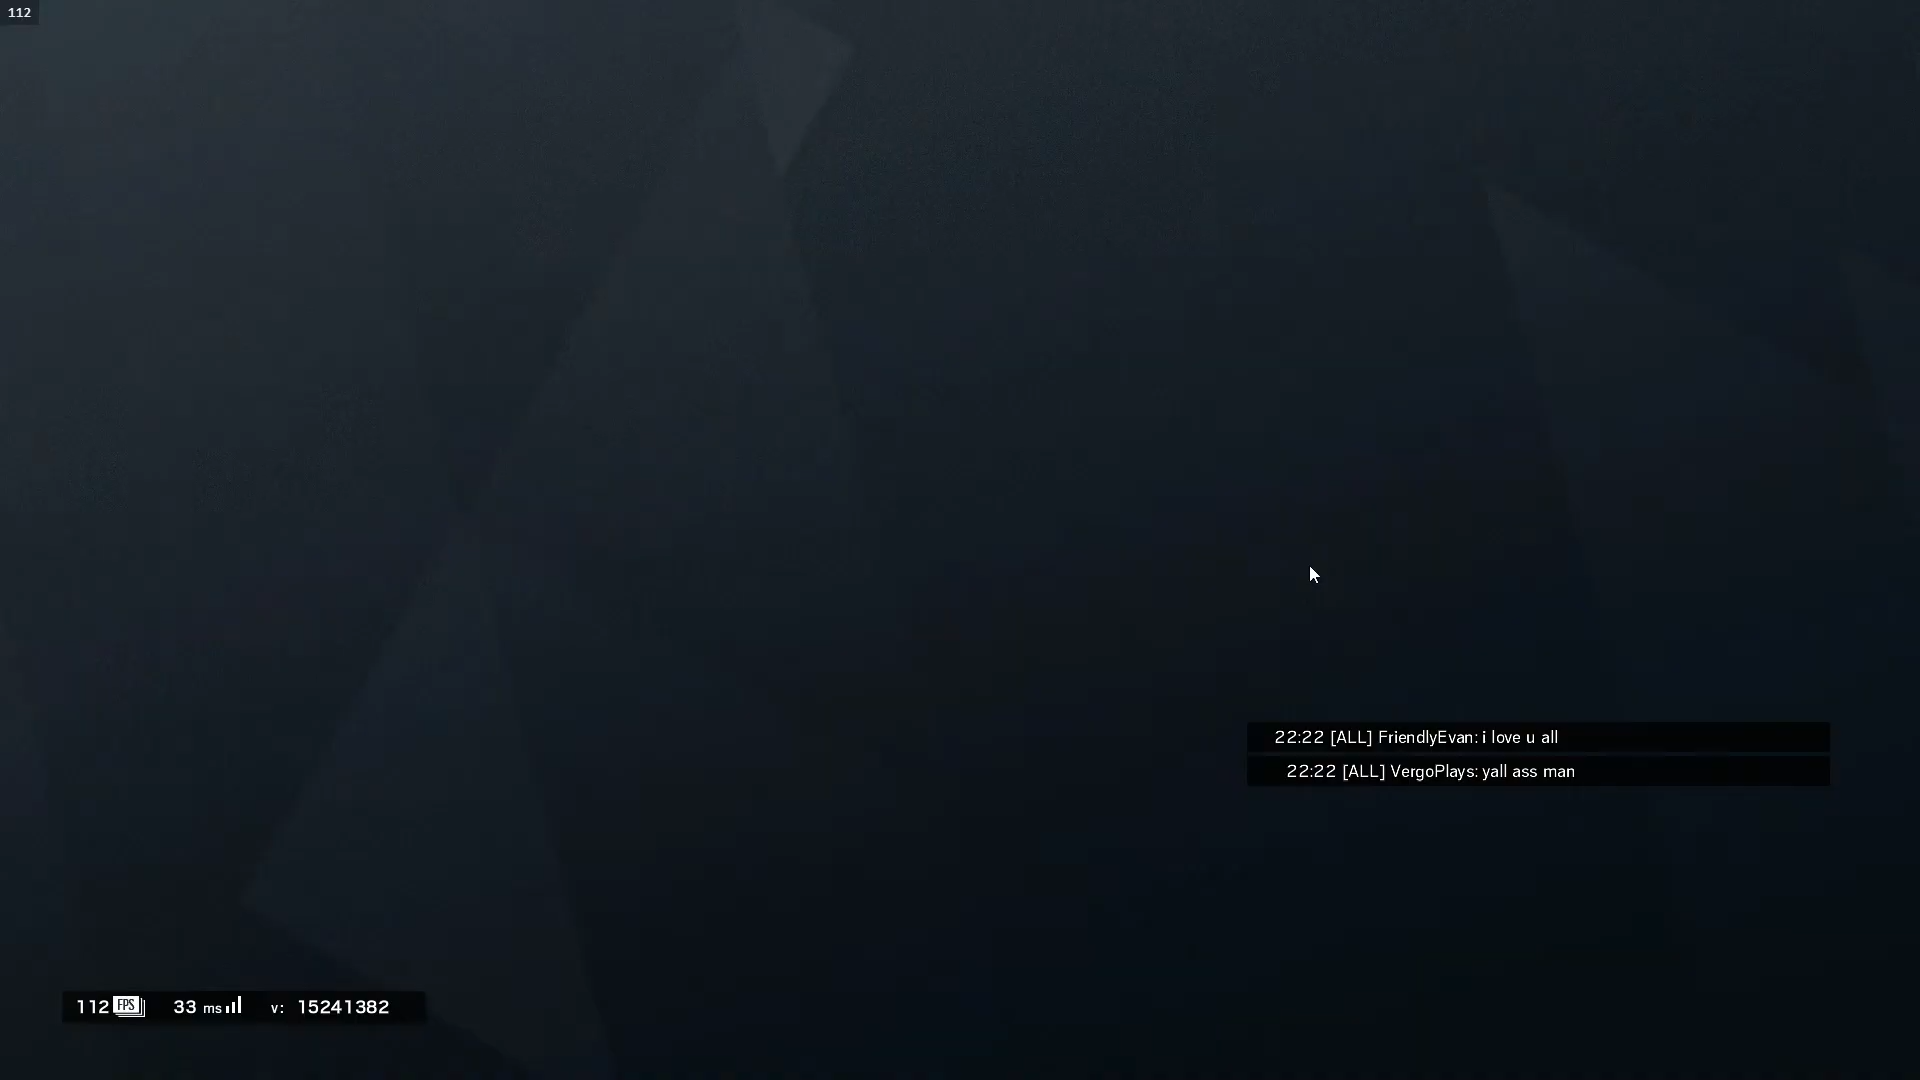 112
22:22 [ALL] FriendlyEvan: i love u all
22:22 [ALL] VergoPlays: yall ass man
112 FPS 33 ms v: 15241382